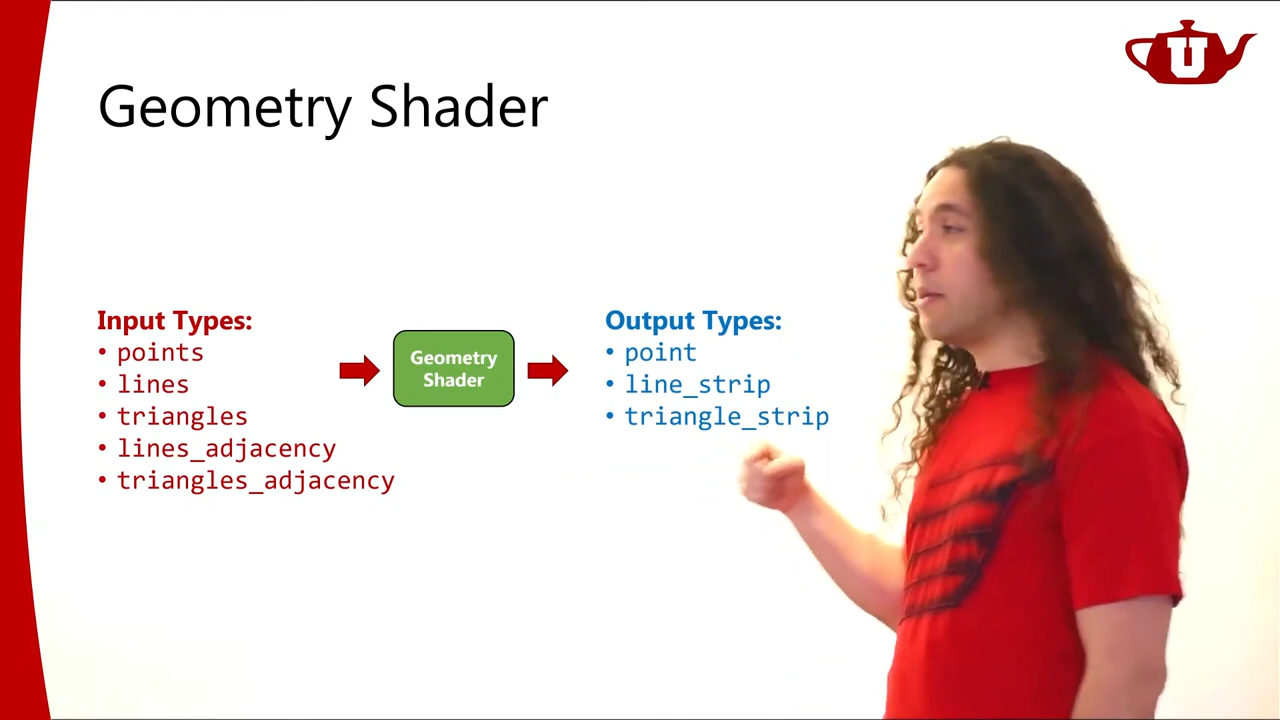 U
Geometry Shader
Input Types:
• points
• lines
• triangles
• lines_adjacency
• triangles_adjacency
Geometry
Shader
Output Types:
• point
• line_strip
• triangle_strip